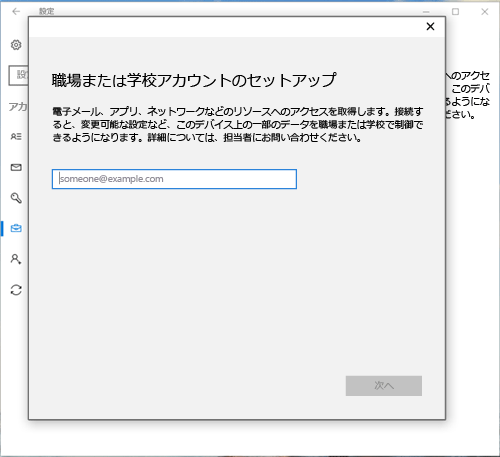 設定
職場または学校アカウントのセットアップ
電子メール、アプリ、ネットワークなどのリソースへのアクセスを取得します。接続す
ると、変更可能な設定など、このデバイス上の一部のデータを職場または学校で制御で
きるようになります。詳細については、担当者にお問い合わせください。
someone@example.com
次へ
設
アカ
へのアクセ
、このデバ
るようにな
ださい。